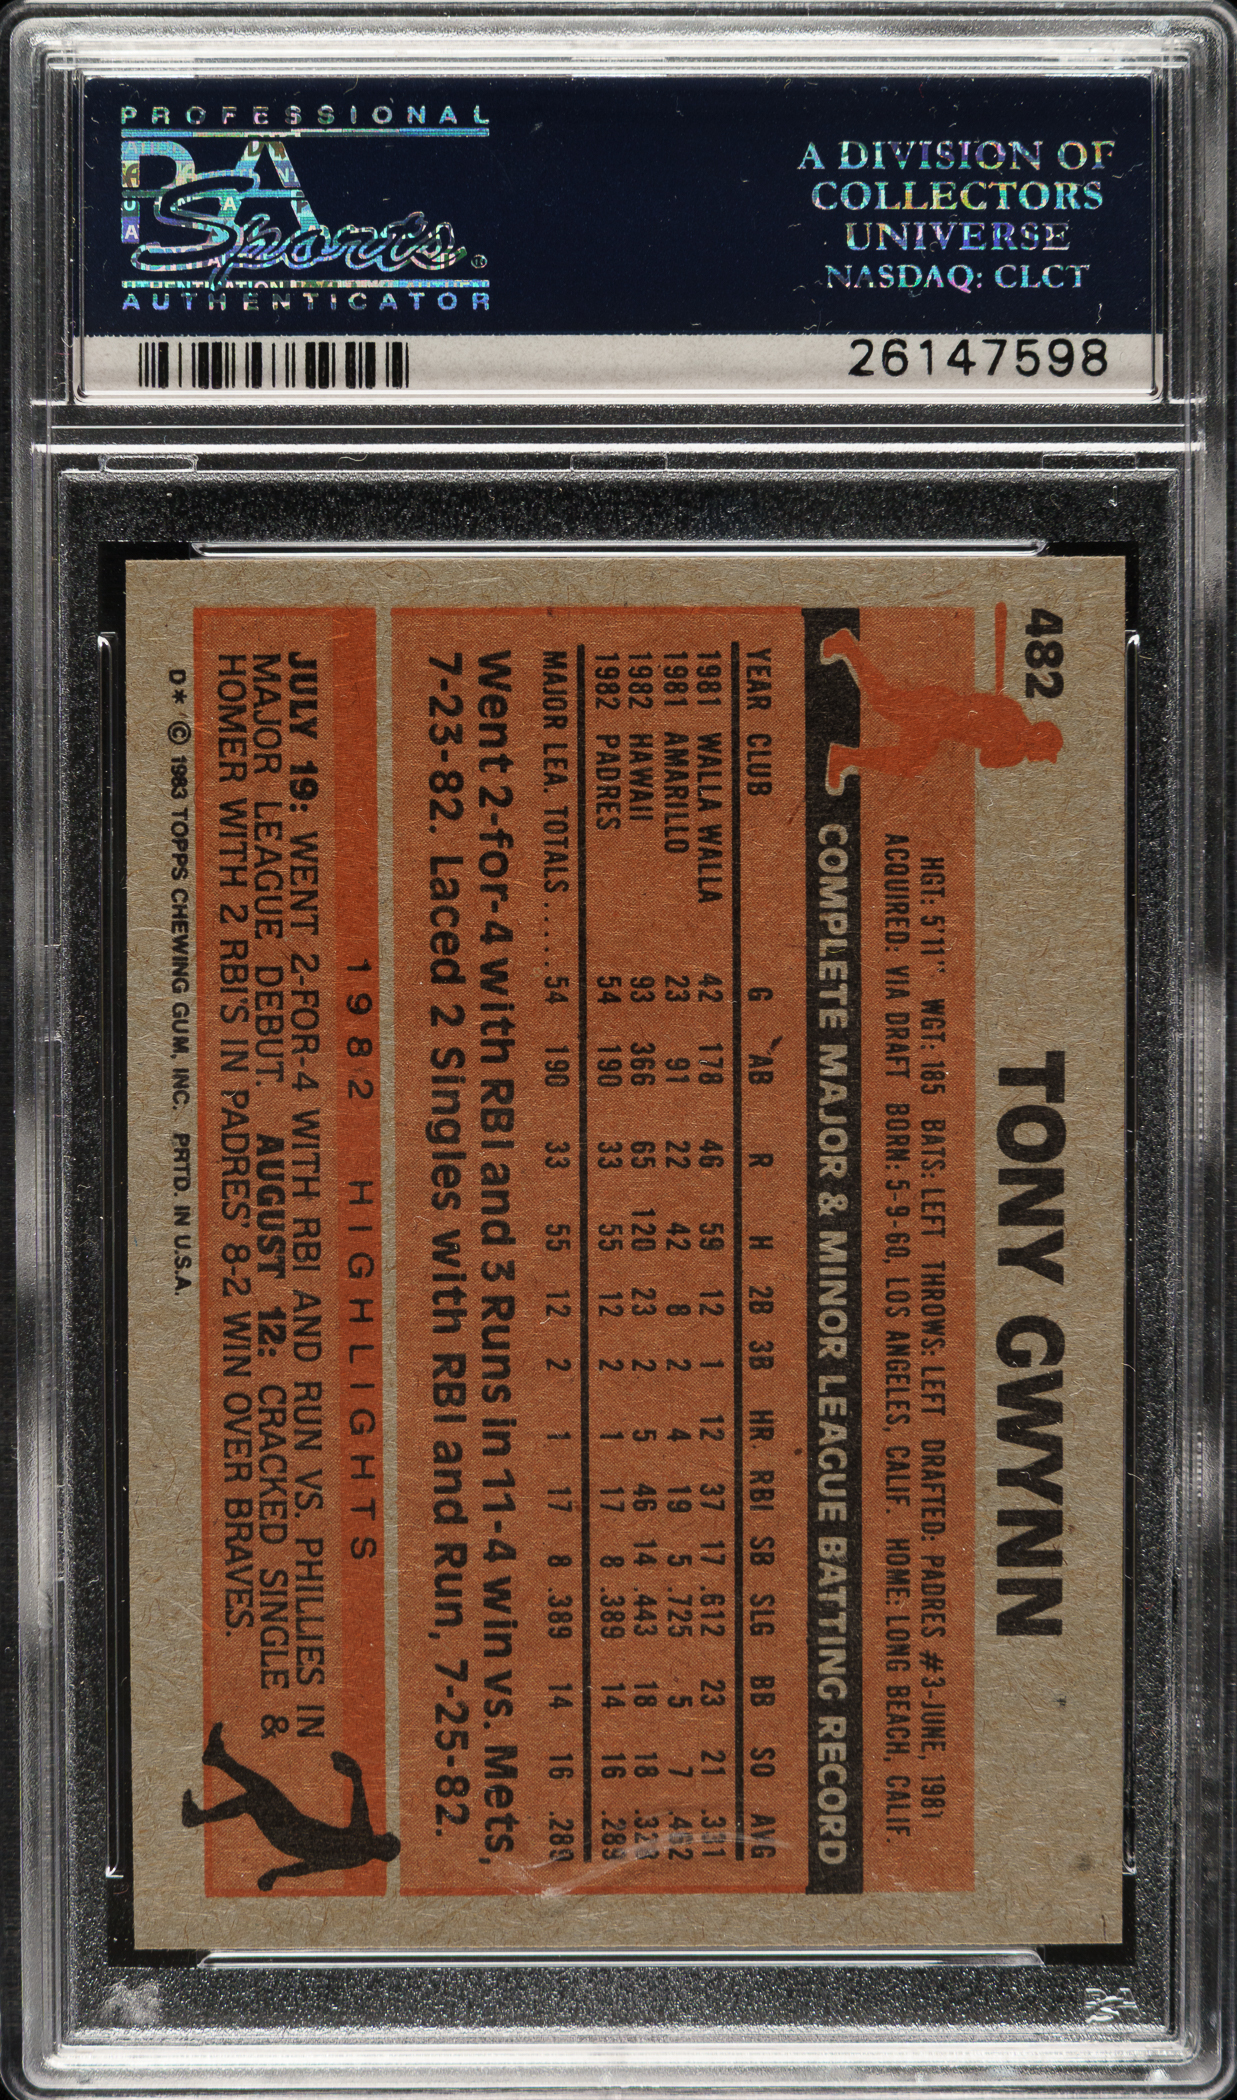 PROFESSIONAL
PSA
Sports
AUTHENTICATOR
A DIVISION OF
COLLECTORS
UNIVERSE
NASDAQ: CLCT
26147598
482
TONY GWYNN
HGT: 5'11" WGT: 185 BATS: LEFT THROWS: LEFT DRAFTED: PADRES #3-JUNE, 1981
ACQUIRED: VIA DRAFT BORN: 5-9-60, LOS ANGELES, CALIF. HOME: LONG BEACH, CALIF.
COMPLETE MAJOR & MINOR LEAGUE BATTING RECORD
YEAR CLUB G AB R H 2B 3B HR. RBI SB SLG BB SO AVG
1981 WALLA WALLA 42 178 46 59 12 1 12 37 17 .612 23 21 .331
1981 AMARILLO 23 91 22 42 8 2 4 19 5 .725 5 7 .462
1982 HAWAII 93 366 65 120 23 2 5 46 14 .443 18 18 .328
1982 PADRES 54 190 33 55 12 2 1 17 8 .389 14 16 .289
MAJOR LEA. TOTALS..... 54 190 33 55 12 2 1 17 8 .389 14 16 .289
Went 2-for-4 with RBI and 3 Runs in 11-4 win vs. Mets,
7-23-82. Laced 2 Singles with RBI and Run, 7-25-82.
1982 HIGHLIGHTS
JULY 19: WENT 2-FOR-4 WITH RBI AND RUN VS. PHILLIES IN
MAJOR LEAGUE DEBUT. AUGUST 12: CRACKED SINGLE &
HOMER WITH 2 RBI'S IN PADRES' 8-2 WIN OVER BRAVES.
D* © 1983 TOPPS CHEWING GUM, INC. PRTD. IN U.S.A.
PSA